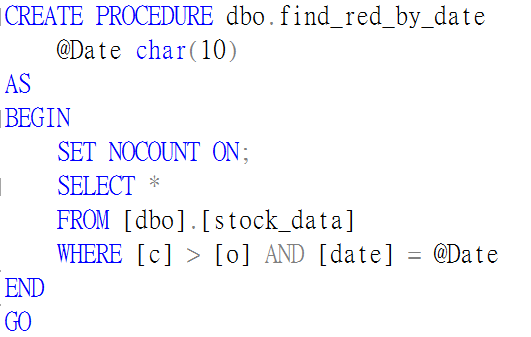 CREATE PROCEDURE dbo.find_red_by_date
    @Date char(10)
AS
BEGIN
    SET NOCOUNT ON;
    SELECT *
    FROM [dbo].[stock_data]
    WHERE [c] > [o] AND [date] = @Date
END
GO